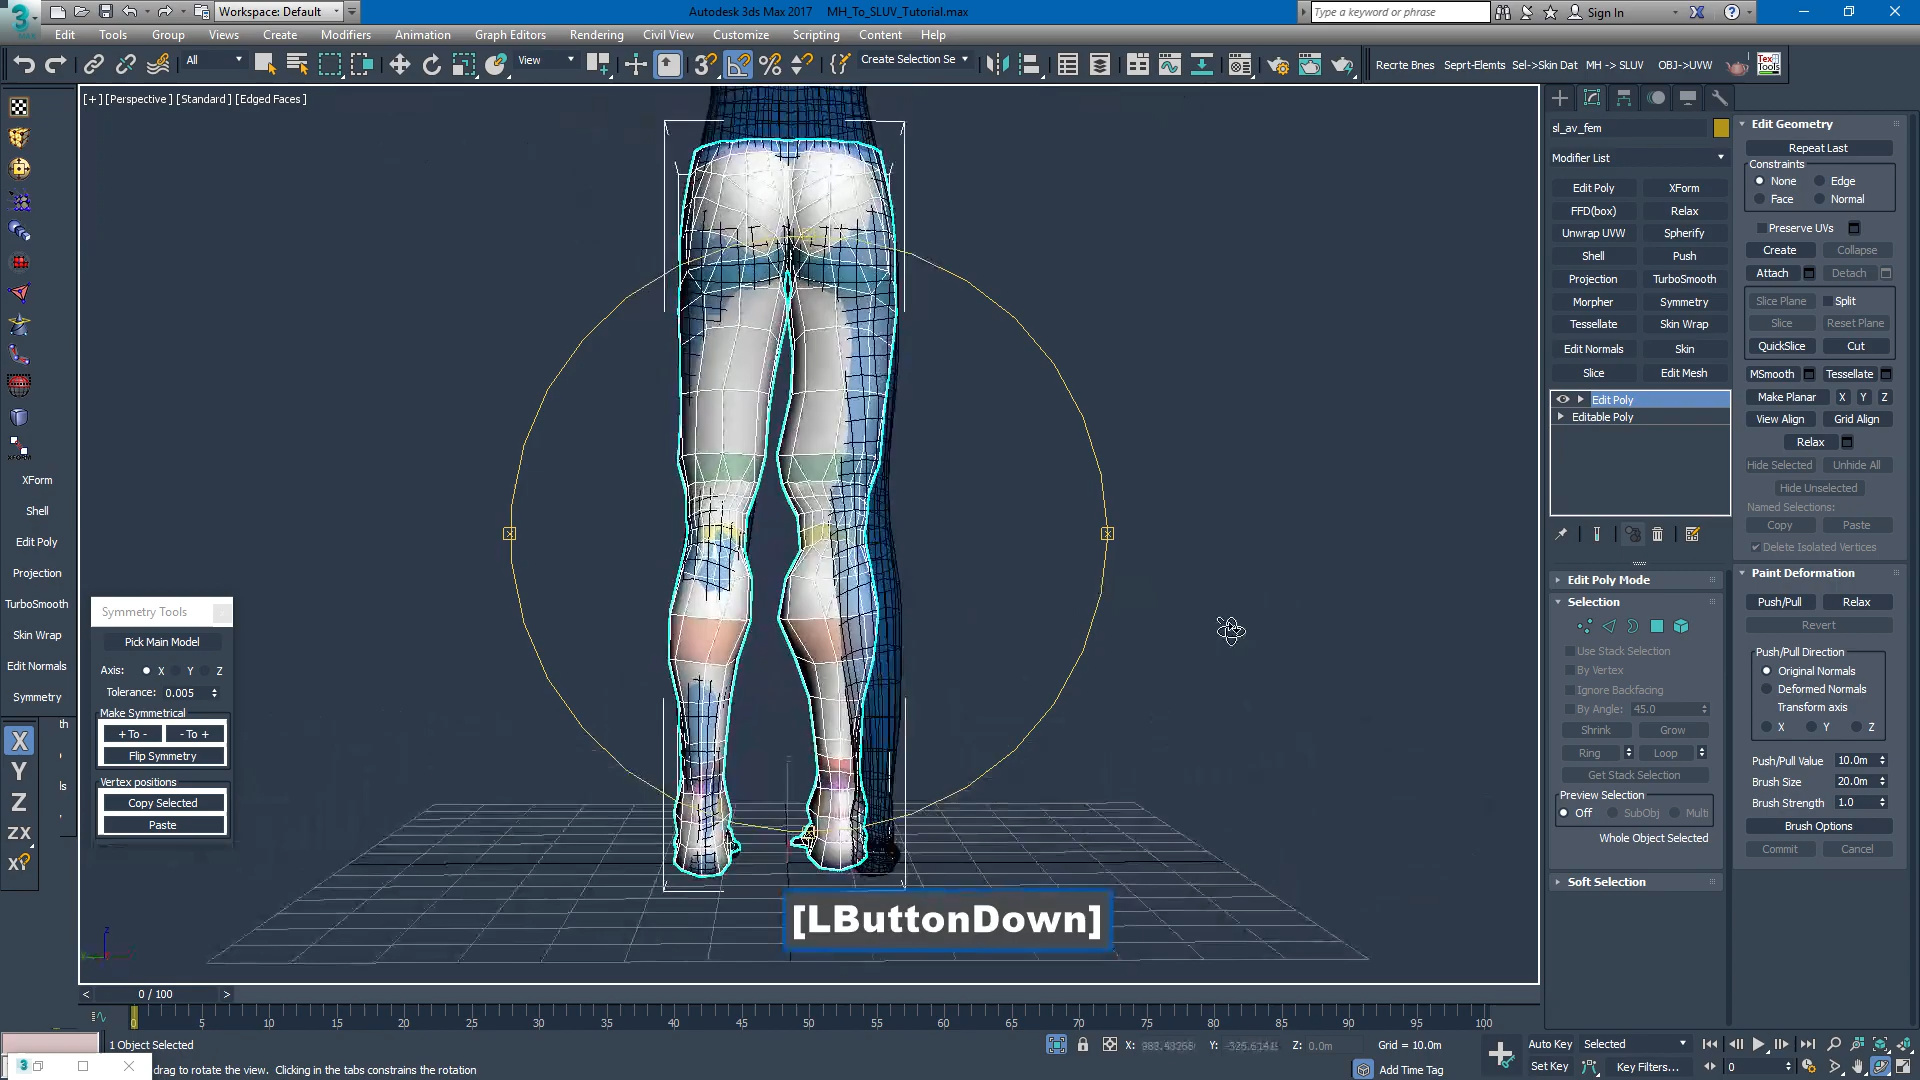 Workspace: Default
Autodesk 3ds Max 2017 MH_To_SLUV_Tutorial.max
Type a keyword or phrase
Sign In
Edit Tools Group Views Create Modifiers Animation Graph Editors Rendering Civil View Customize Scripting Content Help
All
View
Create Selection Se
Recrte Bnes Seprt-Elemts Sel->Skin Dat MH -> SLUV OBJ->UVW
[+] [Perspective] [Standard] [Edged Faces]
sl_av_fem
Modifier List
Edit Poly XForm
FFD(box) Relax
Unwrap UVW Spherify
Shell Push
Projection TurboSmooth
Morpher Symmetry
Tessellate Skin Wrap
Edit Normals Skin
Slice Edit Mesh
Edit Poly
Editable Poly
Edit Poly Mode
Selection
Use Stack Selection
By Vertex
Ignore Backfacing
By Angle: 45.0
Shrink Grow
Ring Loop
Get Stack Selection
Preview Selection
Off SubObj Multi
Whole Object Selected
Soft Selection
Edit Geometry
Repeat Last
Constraints
None Edge
Face Normal
Preserve UVs
Create Collapse
Attach Detach
Slice Plane Split
Slice Reset Plane
QuickSlice Cut
MSmooth Tessellate
Make Planar X Y Z
View Align Grid Align
Relax
Hide Selected Unhide All
Hide Unselected
Named Selections:
Copy Paste
Delete Isolated Vertices
Paint Deformation
Push/Pull Relax
Revert
Push/Pull Direction
Original Normals
Deformed Normals
Transform axis
X Y Z
Push/Pull Value 10.0m
Brush Size 20.0m
Brush Strength 1.0
Brush Options
Commit Cancel
XFORM
XForm
Shell
Edit Poly
Projection
TurboSmooth
Skin Wrap
Edit Normals
Symmetry
X
Y
Z
ZX
XY
Symmetry Tools
Pick Main Model
Axis: X Y Z
Tolerance: 0.005
Make Symmetrical
+ To - - To +
Flip Symmetry
Vertex positions
Copy Selected
Paste
[LButtonDown]
0 / 100
0 5 10 15 20 25 30 35 40 45 50 55 60 65 70 75 80 85 90 95 100
1 Object Selected
X: Y: Z: 0.0m
Grid = 10.0m
Auto Key Selected
Set Key Key Filters...
0
drag to rotate the view. Clicking in the tabs constrains the rotation
Add Time Tag